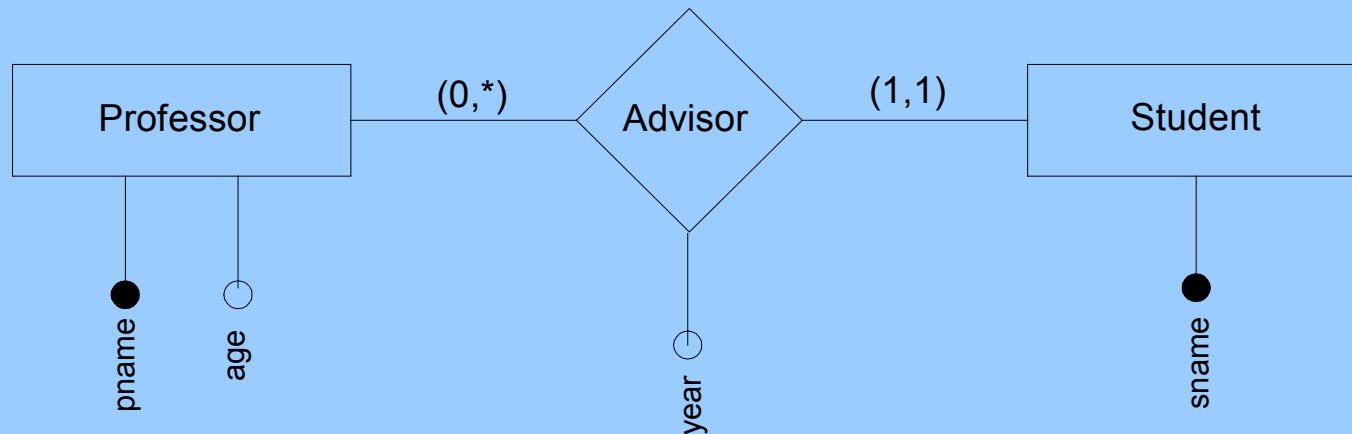 Professor
(0,*)
Advisor
(1,1)
Student
pname
age
year
sname